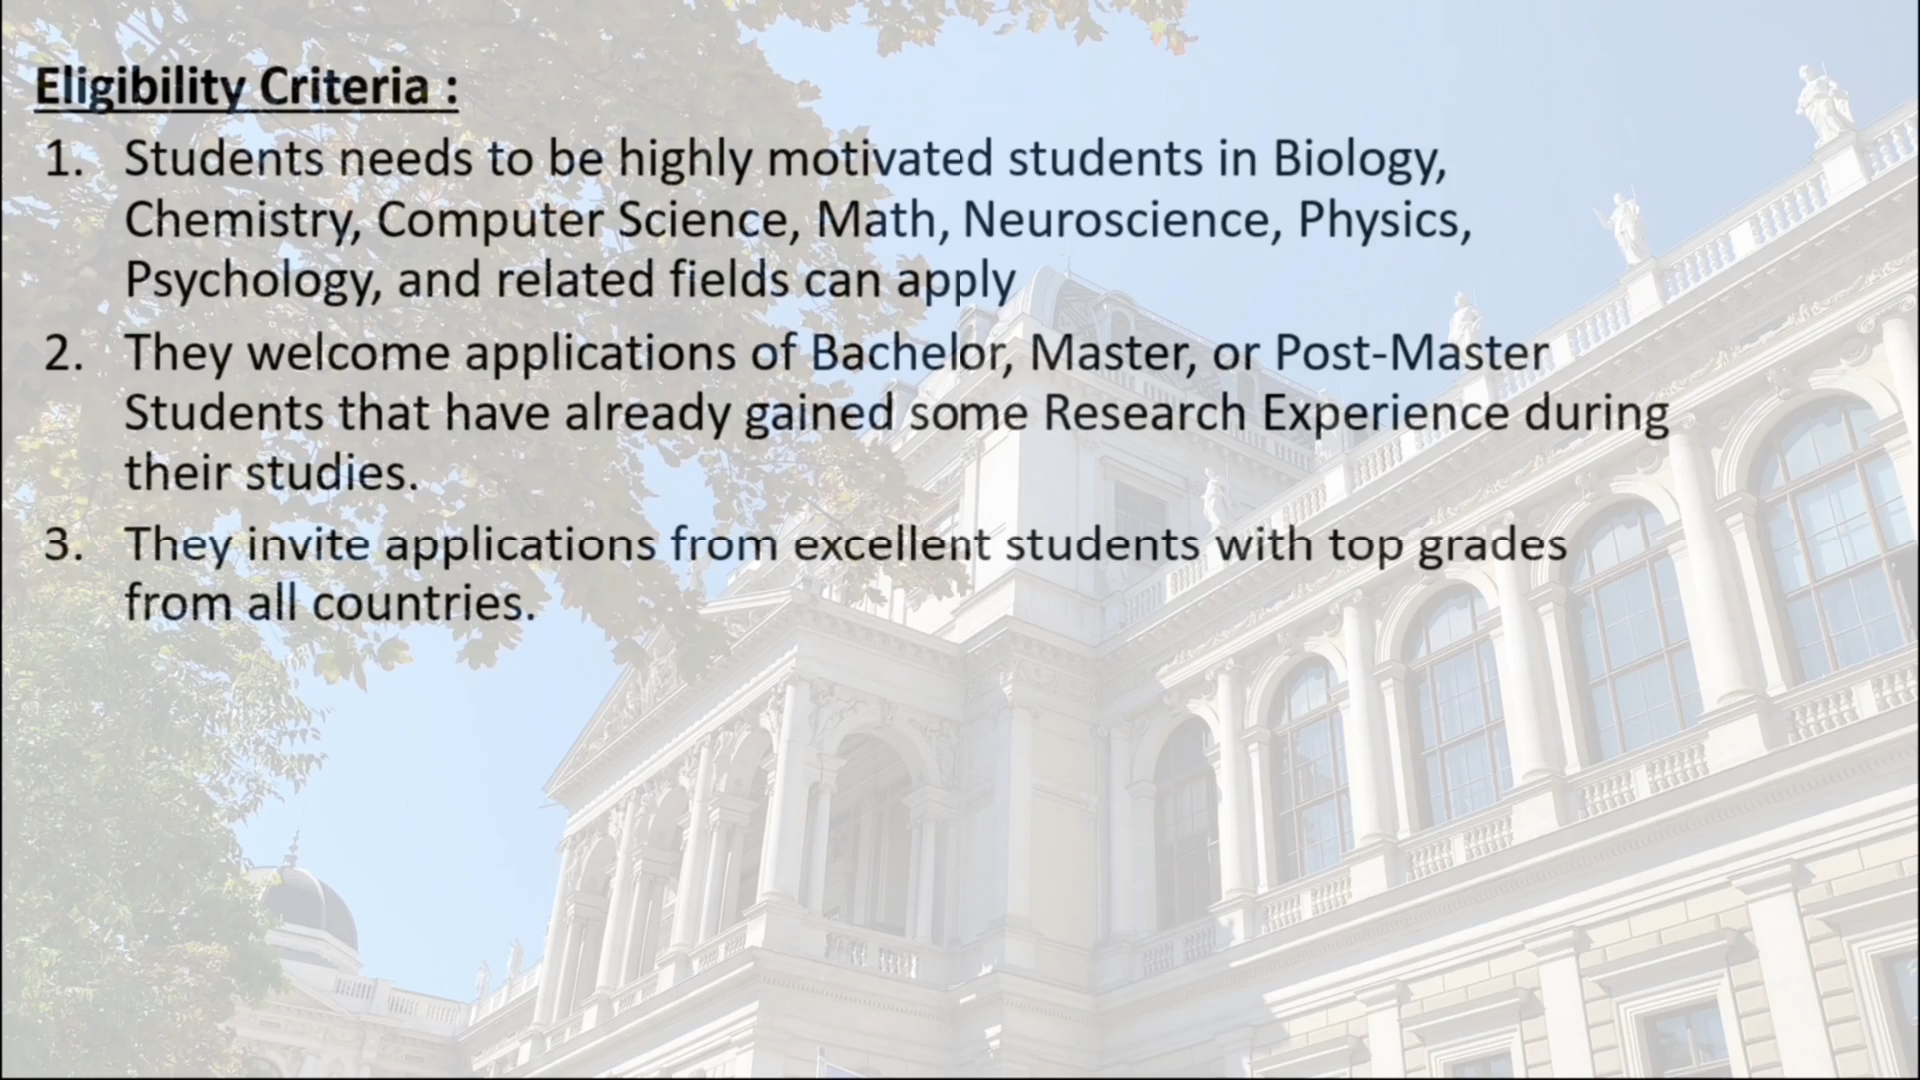 Eligibility Criteria :
1. Students needs to be highly motivated students in Biology,
Chemistry, Computer Science, Math, Neuroscience, Physics,
Psychology, and related fields can apply
2. They welcome applications of Bachelor, Master, or Post-Master
Students that have already gained some Research Experience during
their studies.
3. They invite applications from excellent students with top grades
from all countries.